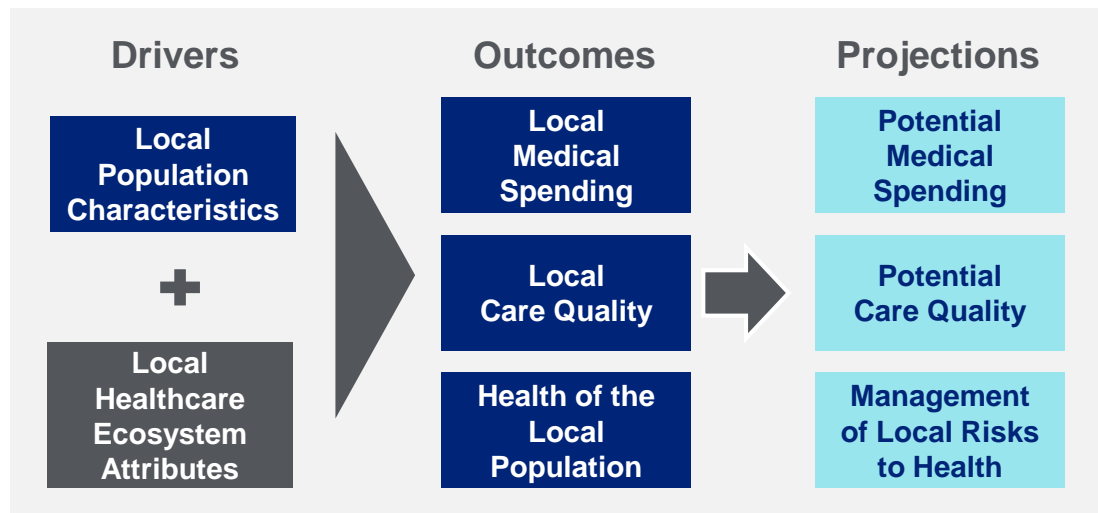 Drivers
Local
Population
Characteristics
Local
Healthcare
Ecosystem
Attributes
Outcomes
Local
Medical
Spending
Local
Care Quality
Health of the
Local
Population
Projections
Potential
Medical
Spending
Potential
Care Quality
Management
of Local Risks
to Health